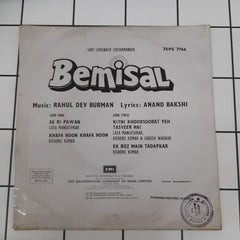 SHRI LOKENATH CHITRAMANDIR
7EPE 7766
Bemisal
Music: RAHUL DEV BURMAN Lyrics: ANAND BAKSHI
SIDE ONE
AE RI PAWAN
LATA MANGESHKAR
KHAFA HOON KHAFA HOON
KISHORE KUMAR
SIDE TWO
KITNI KHOOBSOORAT YEH
TASVEER HAI
LATA MANGESHKAR,
KISHORE KUMAR & SURESH WADKAR
EK ROZ MAIN TADAPKAR
KISHORE KUMAR
EMI
THE GRAMOPHONE COMPANY OF INDIA LIMITED